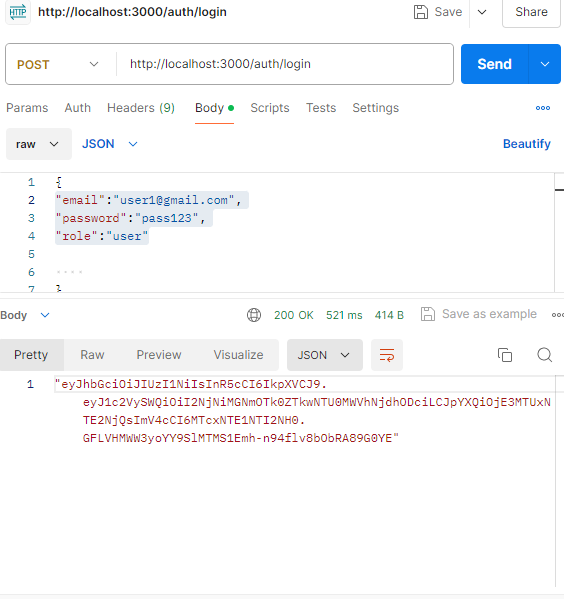 HTTP http://localhost:3000/auth/login Save Share
POST http://localhost:3000/auth/login Send
Params Auth Headers (9) Body Scripts Tests Settings
raw JSON Beautify
1 {
2 "email":"user1@gmail.com",
3 "password":"pass123",
4 "role":"user"
5
6 ····
7 }
Body 200 OK 521 ms 414 B Save as example
Pretty Raw Preview Visualize JSON
1 "eyJhbGciOiJIUzI1NiIsInR5cCI6IkpXVCJ9.
eyJ1c2VySWQiOiI2NjNiMGNmOTk0ZTkwNTU0MWVhNjdhODciLCJpYXQiOjE3MTUxN
TE2NjQsImV4cCI6MTcxNTE1NTI2NH0.
GFLVHMWW3yoYY9SlMTMS1Emh-n94flv8bObRA89G0YE"